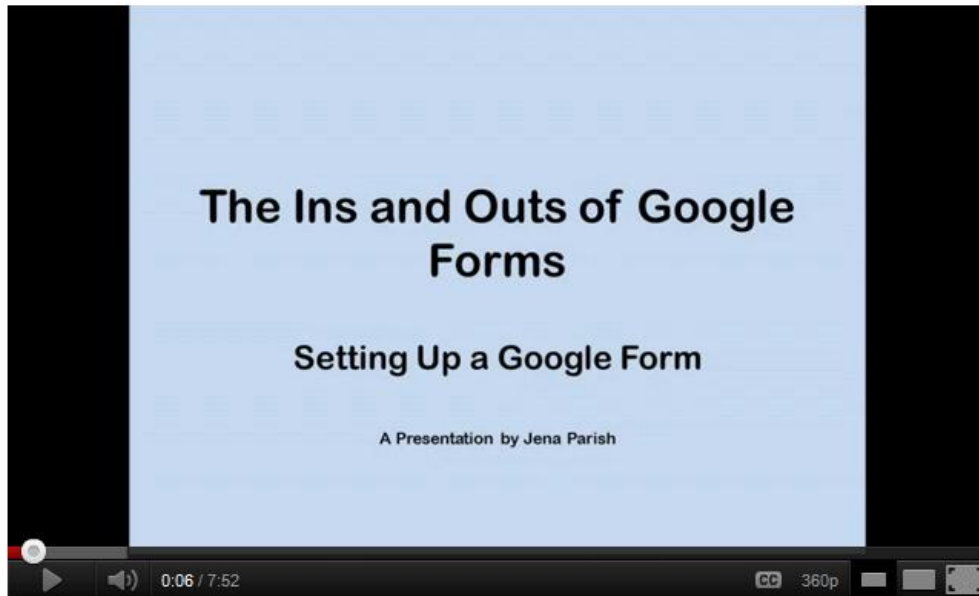 The Ins and Outs of Google
Forms
Setting Up a Google Form
A Presentation by Jena Parish
0:06 / 7:52
CC
360p